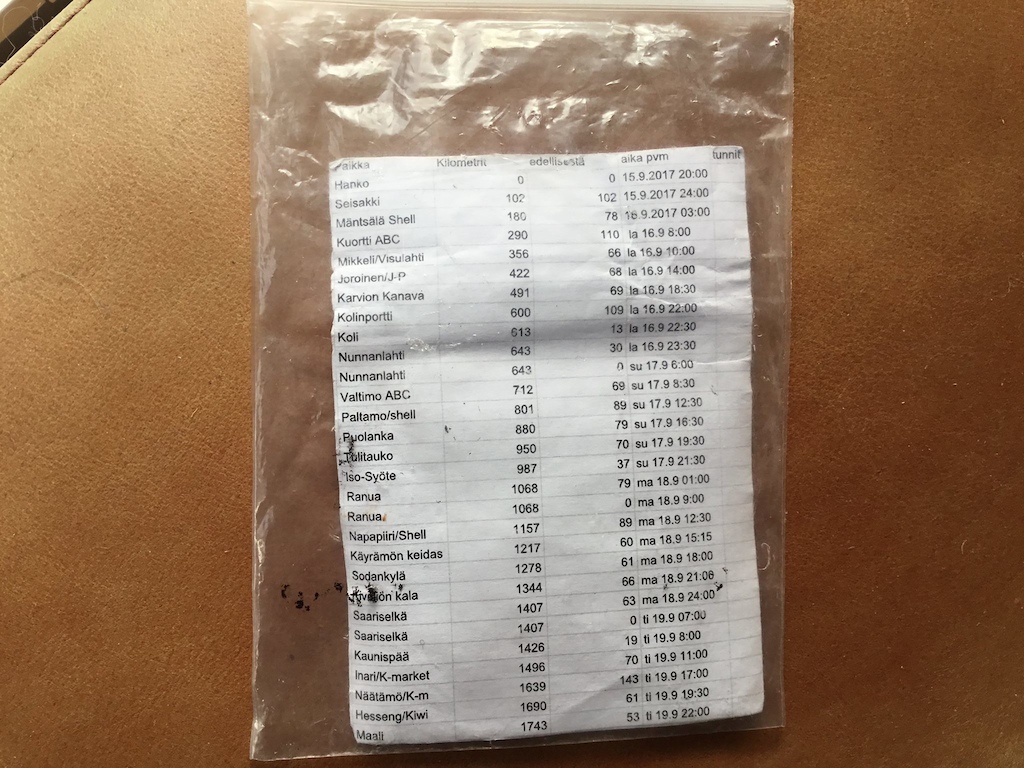 aikka Kilometrit edellisestä aika pvm tunnit
Hanko 0 0 15.9.2017 20:00
Seisakki 102 102 15.9.2017 24:00
Mäntsälä Shell 180 78 16.9.2017 03:00
Kuortti ABC 290 110 la 16.9 8:00
Mikkeli/Visulahti 356 66 la 16.9 10:00
Joroinen/J-P 422 68 la 16.9 14:00
Karvion Kanava 491 69 la 16.9 18:30
Kolinportti 600 109 la 16.9 22:00
Koli 613 13 la 16.9 22:30
Nunnanlahti 643 30 la 16.9 23:30
Nunnanlahti 643 0 su 17.9 6:00
Valtimo ABC 712 69 su 17.9 8:30
Paltamo/shell 801 89 su 17.9 12:30
Puolanka 880 79 su 17.9 16:30
Tulitauko 950 70 su 17.9 19:30
Iso-Syöte 987 37 su 17.9 21:30
Ranua 1068 79 ma 18.9 01:00
Ranua 1068 0 ma 18.9 9:00
Napapiiri/Shell 1157 89 ma 18.9 12:30
Käyrämön keidas 1217 60 ma 18.9 15:15
Sodankylä 1278 61 ma 18.9 18:00
kala 1344 66 ma 18.9 21:00
Saariselkä 1407 63 ma 18.9 24:00
Saariselkä 1407 0 ti 19.9 07:00
Kaunispää 1426 19 ti 19.9 8:00
Inari/K-market 1496 70 ti 19.9 11:00
Näätämö/K-m 1639 143 ti 19.9 17:00
Hesseng/Kiwi 1690 61 ti 19.9 19:30
Maali 1743 53 ti 19.9 22:00